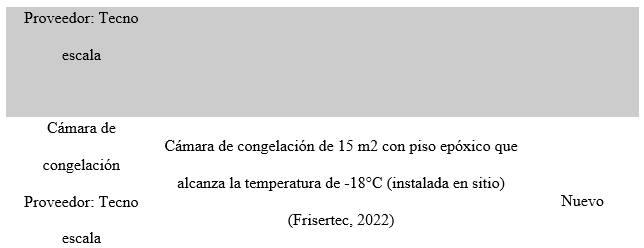 Proveedor: Tecno
escala
Cámara de
congelación
Proveedor: Tecno
escala
Cámara de congelación de 15 m2 con piso epóxico que
alcanza la temperatura de -18°C (instalada en sitio)
(Frisertec, 2022)
Nuevo